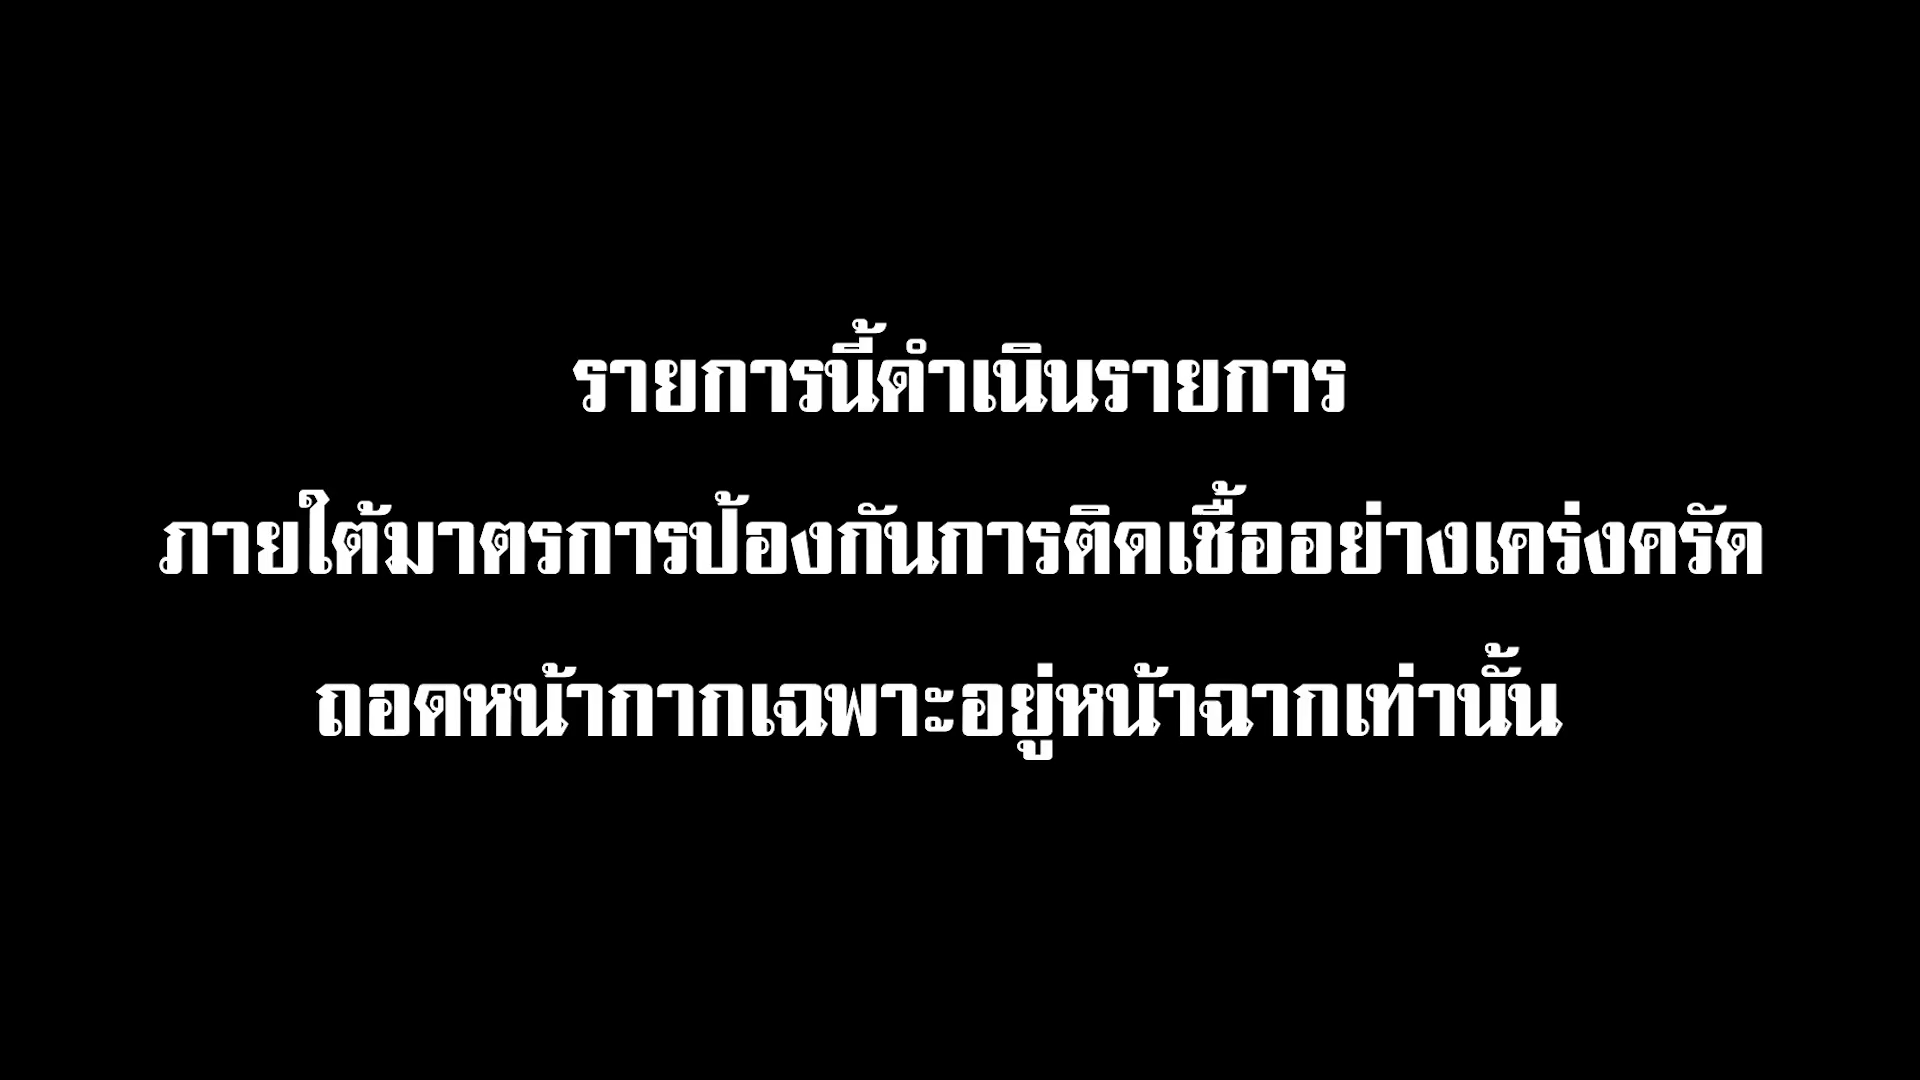 รายการนี้ดำเนินรายการ
ภายใต้มาตรการป้องกันการติดเชื้ออย่างเคร่งครัด
ถอดหน้ากากเฉพาะอยู่หน้าฉากเท่านั้น